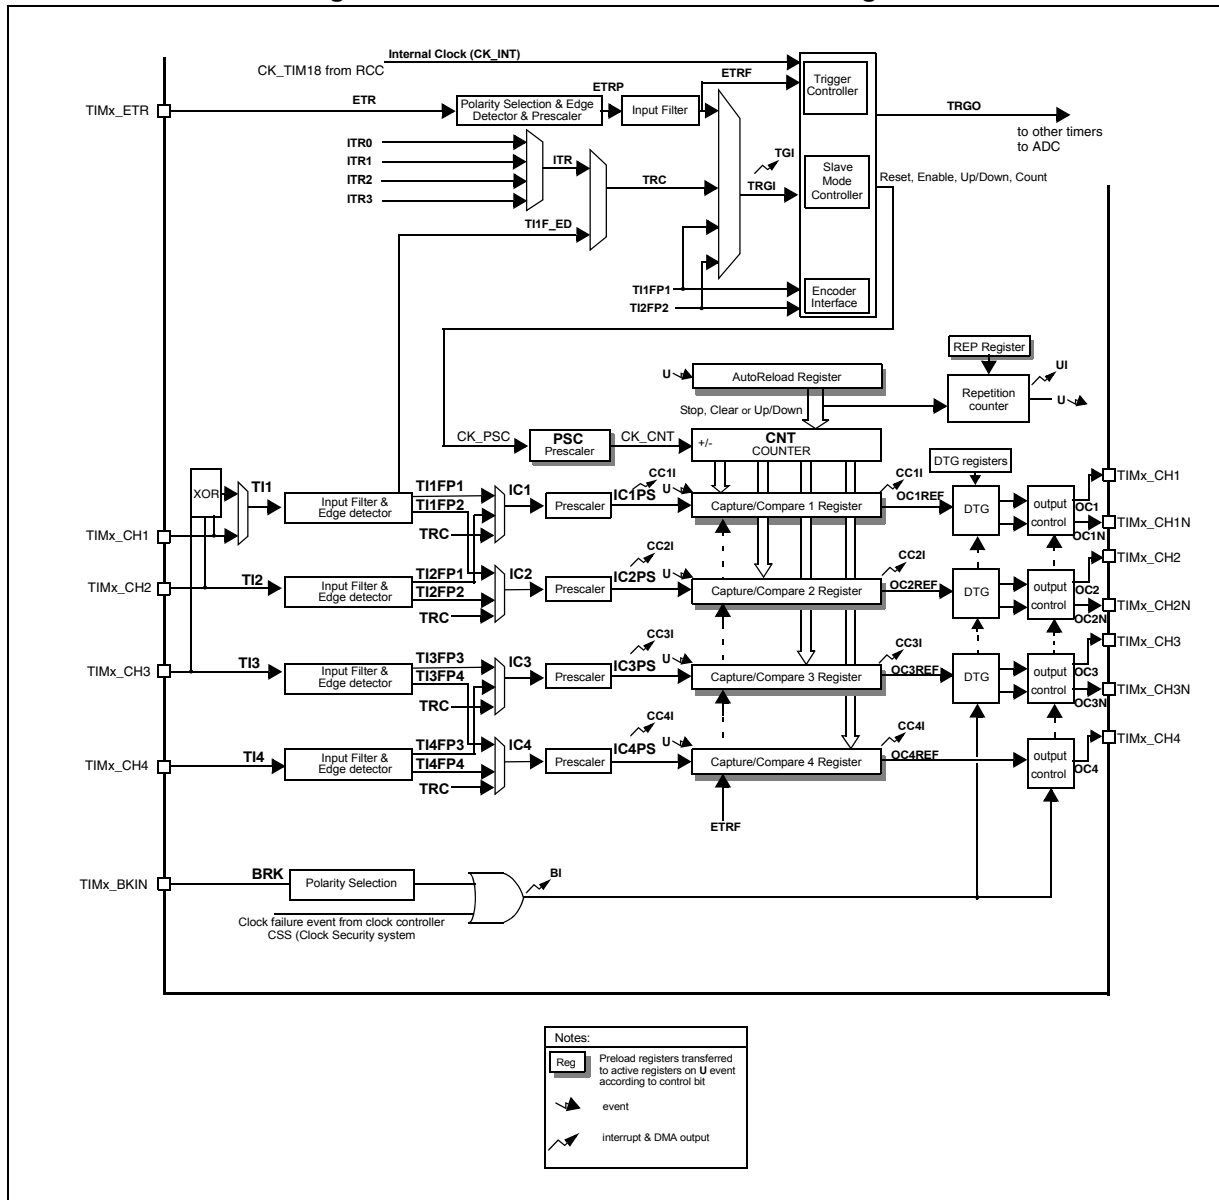 Internal Clock (CK_INT)
CK_TIM18 from RCC
TIMx_ETR
ETR
Polarity Selection & Edge
Detector & Prescaler
ETRP
Input Filter
ETRF
Trigger
Controller
TRGO
to other timers
to ADC
ITR0
ITR1
ITR2
ITR3
ITR
TRC
TGI
TRGI
Slave
Mode
Controller
Reset, Enable, Up/Down, Count
TI1F_ED
TI1FP1
TI2FP2
Encoder
Interface
REP Register
U
AutoReload Register
Repetition
counter
UI
U
Stop, Clear or Up/Down
CK_PSC
PSC
Prescaler
CK_CNT
+/-
CNT
COUNTER
DTG registers
XOR
TI1
Input Filter &
Edge detector
TI1FP1
TI1FP2
TRC
IC1
Prescaler
IC1PS
CC1I
U
Capture/Compare 1 Register
CC1I
OC1REF
DTG
output
control
OC1
OC1N
TIMx_CH1
TIMx_CH1N
TIMx_CH1
TIMx_CH2
TI2
Input Filter &
Edge detector
TI2FP1
TI2FP2
TRC
IC2
Prescaler
IC2PS
CC2I
U
Capture/Compare 2 Register
CC2I
OC2REF
DTG
output
control
OC2
OC2N
TIMx_CH2
TIMx_CH2N
TIMx_CH3
TI3
Input Filter &
Edge detector
TI3FP3
TI3FP4
TRC
IC3
Prescaler
IC3PS
CC3I
U
Capture/Compare 3 Register
CC3I
OC3REF
DTG
output
control
OC3
OC3N
TIMx_CH3
TIMx_CH3N
TIMx_CH4
TI4
Input Filter &
Edge detector
TI4FP3
TI4FP4
TRC
IC4
Prescaler
IC4PS
CC4I
U
Capture/Compare 4 Register
CC4I
OC4REF
output
control
OC4
TIMx_CH4
ETRF
TIMx_BKIN
BRK
Polarity Selection
BI
Clock failure event from clock controller
CSS (Clock Security system
Notes:
Reg
Preload registers transferred
to active registers on U event
according to control bit
event
interrupt & DMA output